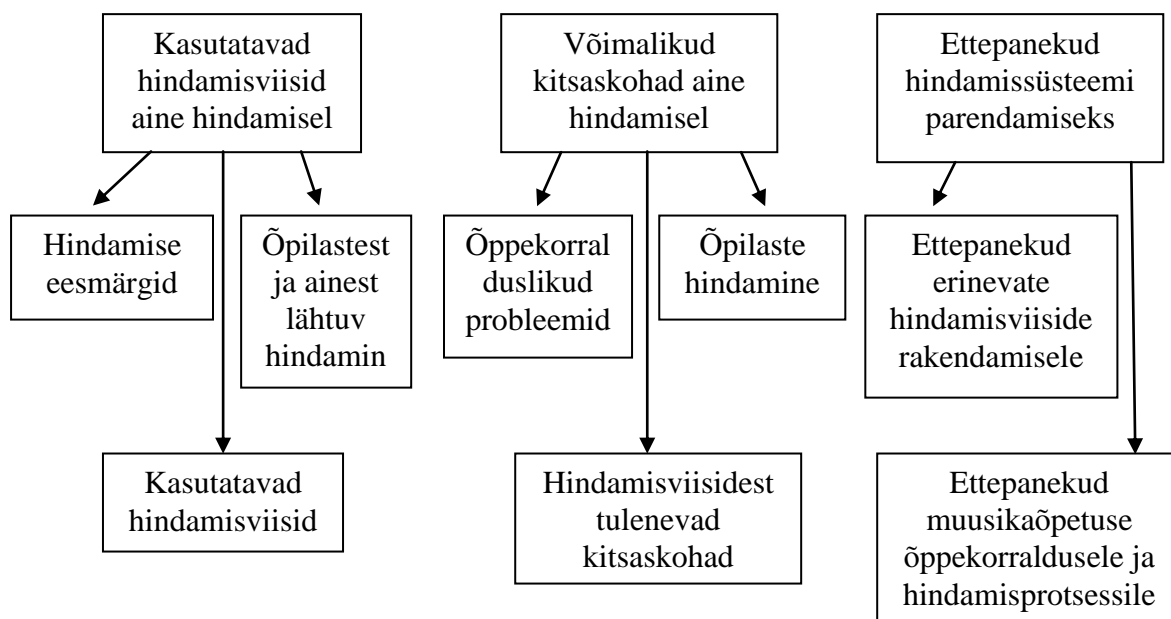 Kasutatavad
hindamisviisid
aine hindamisel
Võimalikud
kitsaskohad aine
hindamisel
Ettepanekud
hindamissüsteemi
parendamiseks
Hindamise
eesmärgid
Õpilastest
ja ainest
lähtuv
hindamin
Õppekorral
duslikud
probleemid
Õpilaste
hindamine
Ettepanekud
erinevate
hindamisviiside
rakendamisele
Kasutatavad
hindamisviisid
Hindamisviisidest
tulenevad
kitsaskohad
Ettepanekud
muusikaõpetuse
õppekorraldusele ja
hindamisprotsessile